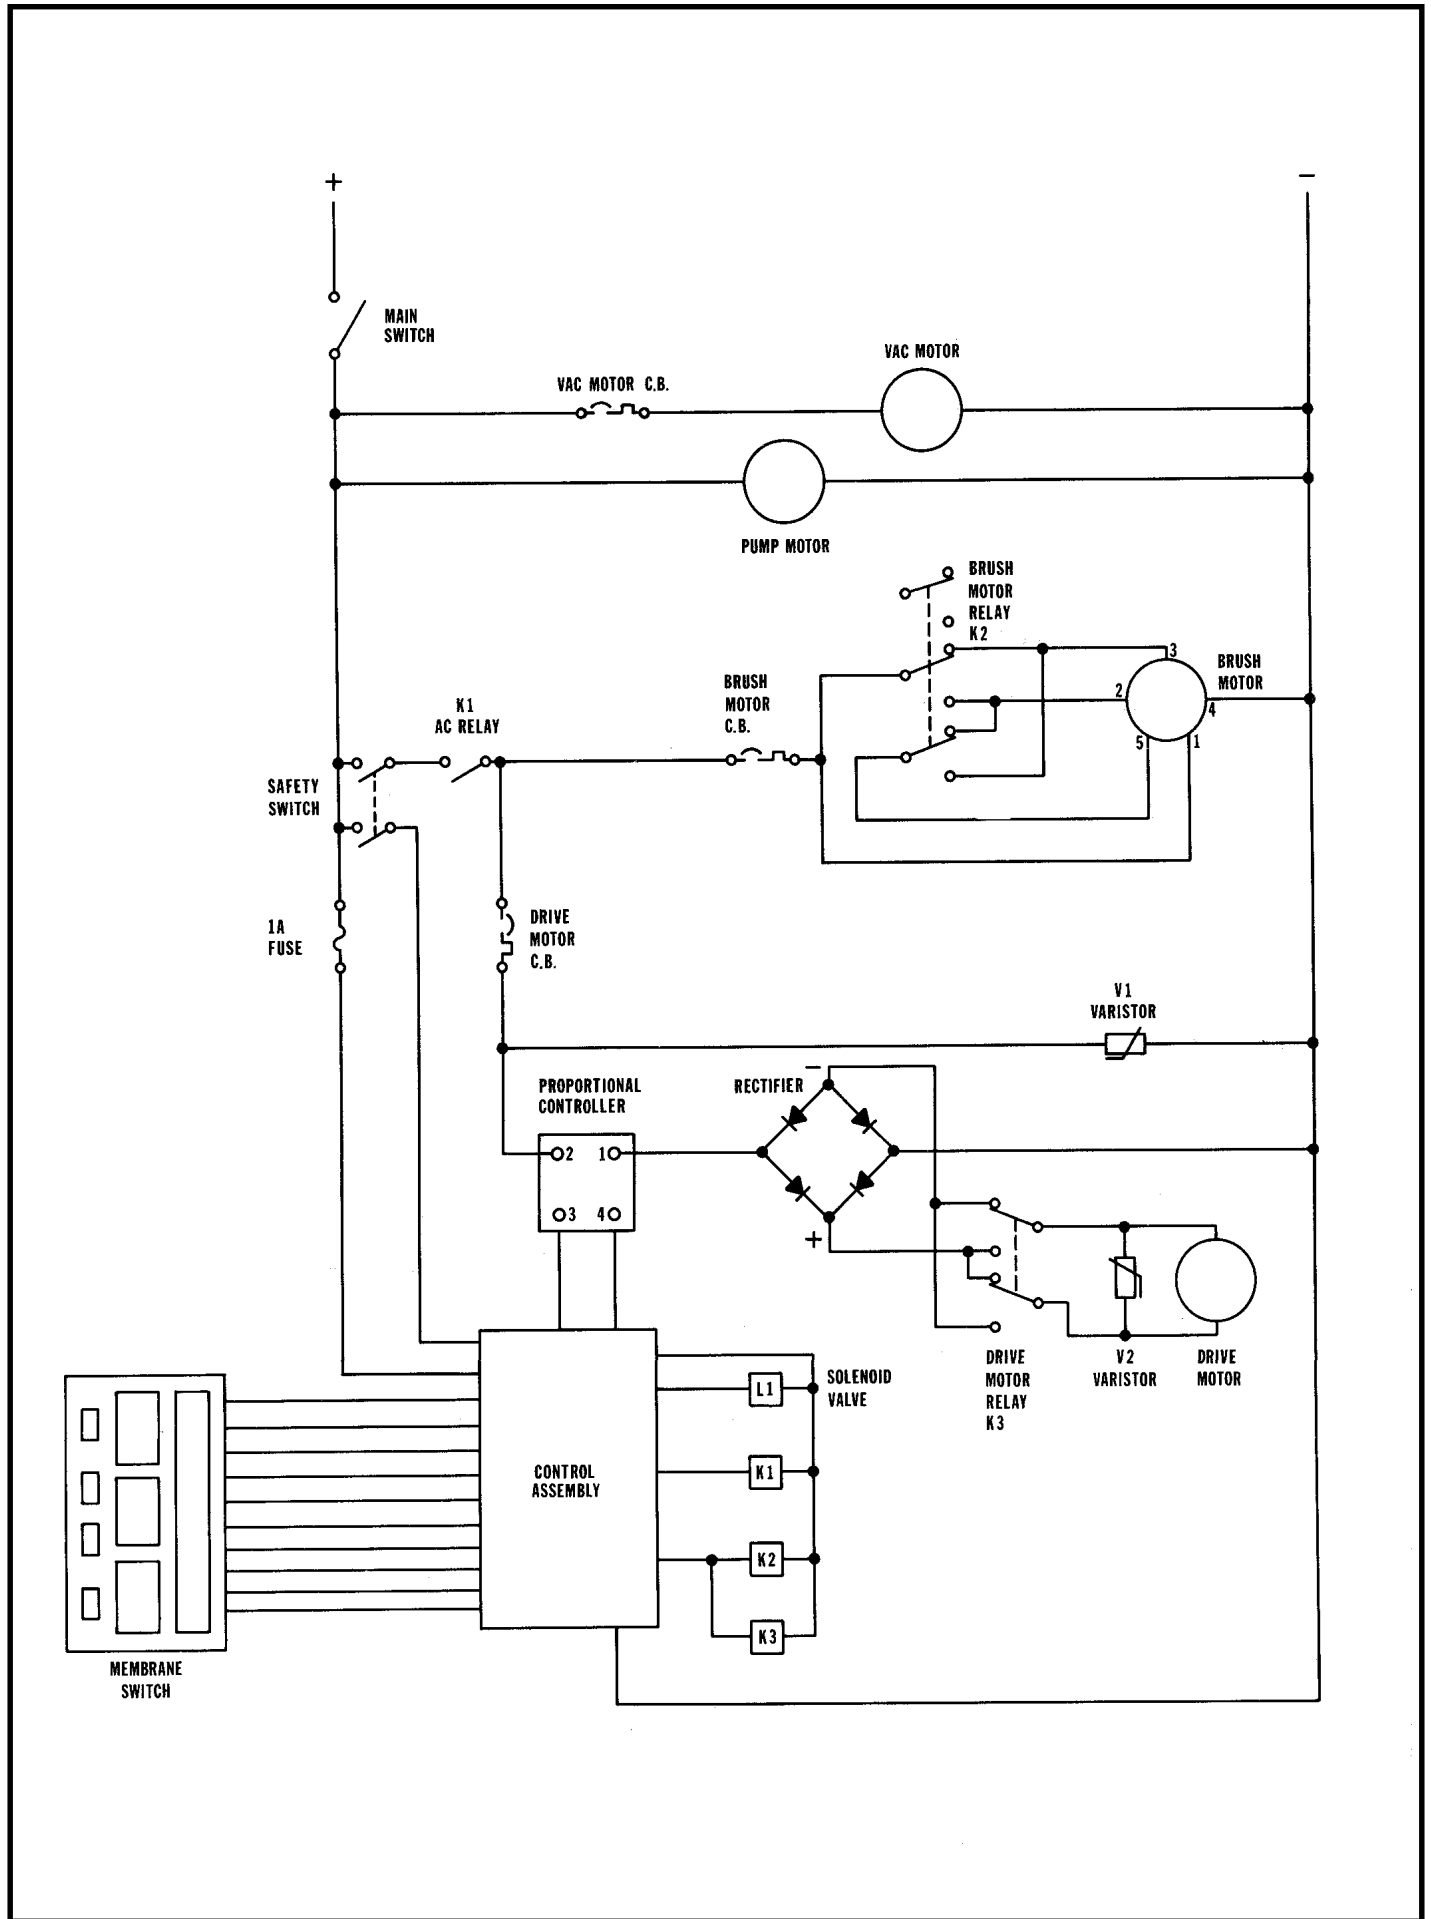 +
−
MAIN
SWITCH
VAC MOTOR
VAC MOTOR C.B.
PUMP MOTOR
BRUSH
MOTOR
RELAY
K2
3
BRUSH
MOTOR
2
4
5
1
BRUSH
MOTOR
C.B.
K1
AC RELAY
SAFETY
SWITCH
1A
FUSE
DRIVE
MOTOR
C.B.
V1
VARISTOR
PROPORTIONAL
CONTROLLER
RECTIFIER
−
2 1
3 4
+
DRIVE
MOTOR
RELAY
K3
V2
VARISTOR
DRIVE
MOTOR
SOLENOID
VALVE
L1
K1
CONTROL
ASSEMBLY
K2
K3
MEMBRANE
SWITCH